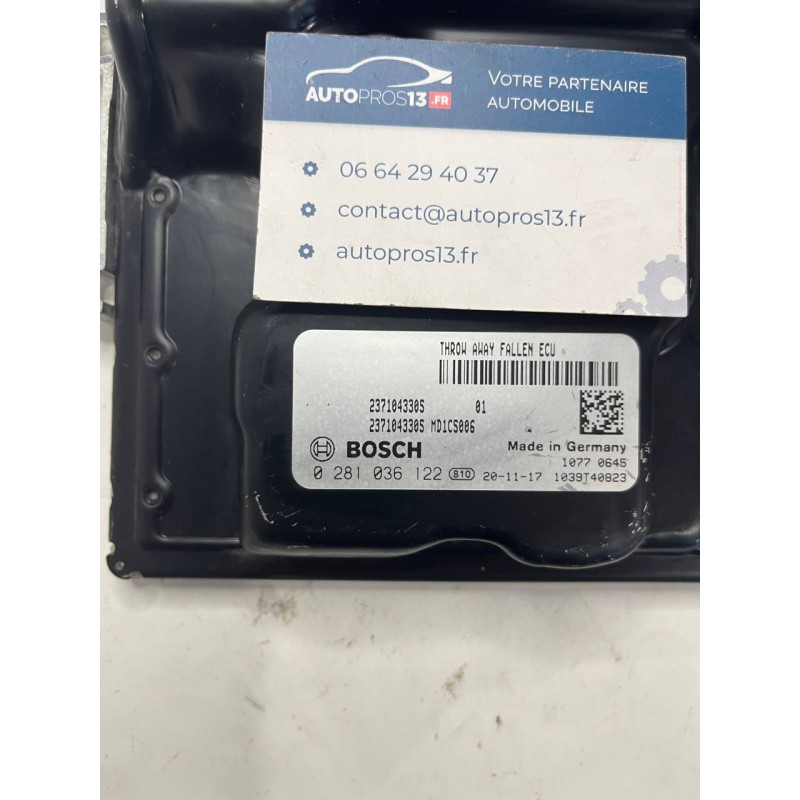 AUTOPROS13.FR
VOTRE PARTENAIRE
AUTOMOBILE
06 64 29 40 37
contact@autopros13.fr
autopros13.fr
THROW AWAY FALLEN ECU
237104330S 01
237104330S MD1CS006
BOSCH
Made in Germany
1077 0645
0 281 036 122 810 20-11-17 1039T40823